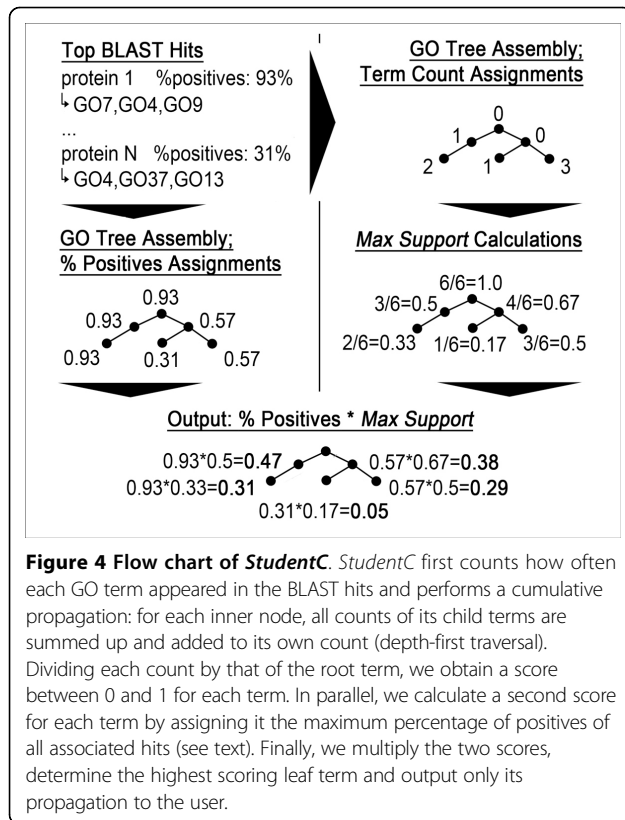 Top BLAST Hits
protein 1 %positives: 93%
↳ GO7,GO4,GO9
...
protein N %positives: 31%
↳ GO4,GO37,GO13
GO Tree Assembly;
Term Count Assignments
0
1 0
2 1 3
GO Tree Assembly;
% Positives Assignments
0.93
0.93 0.57
0.93 0.31 0.57
Max Support Calculations
6/6=1.0
3/6=0.5 4/6=0.67
2/6=0.33 1/6=0.17 3/6=0.5
Output: % Positives * Max Support
0.93*0.5=0.47 0.57*0.67=0.38
0.93*0.33=0.31 0.57*0.5=0.29
0.31*0.17=0.05
Figure 4 Flow chart of StudentC. StudentC first counts how often
each GO term appeared in the BLAST hits and performs a cumulative
propagation: for each inner node, all counts of its child terms are
summed up and added to its own count (depth-first traversal).
Dividing each count by that of the root term, we obtain a score
between 0 and 1 for each term. In parallel, we calculate a second score
for each term by assigning it the maximum percentage of positives of
all associated hits (see text). Finally, we multiply the two scores,
determine the highest scoring leaf term and output only its
propagation to the user.